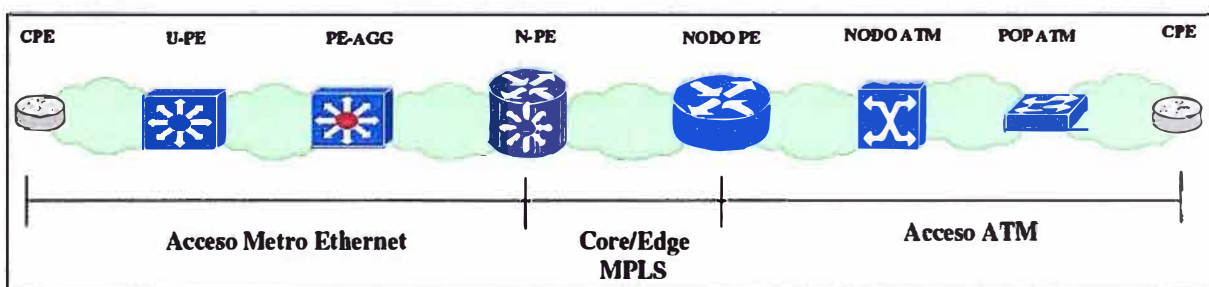 CPE
U-PE
PE-AGG
N-PE
NODO PE
NODO ATM
POP ATM
CPE
Acceso Metro Ethernet
Core/Edge
MPLS
Acceso ATM